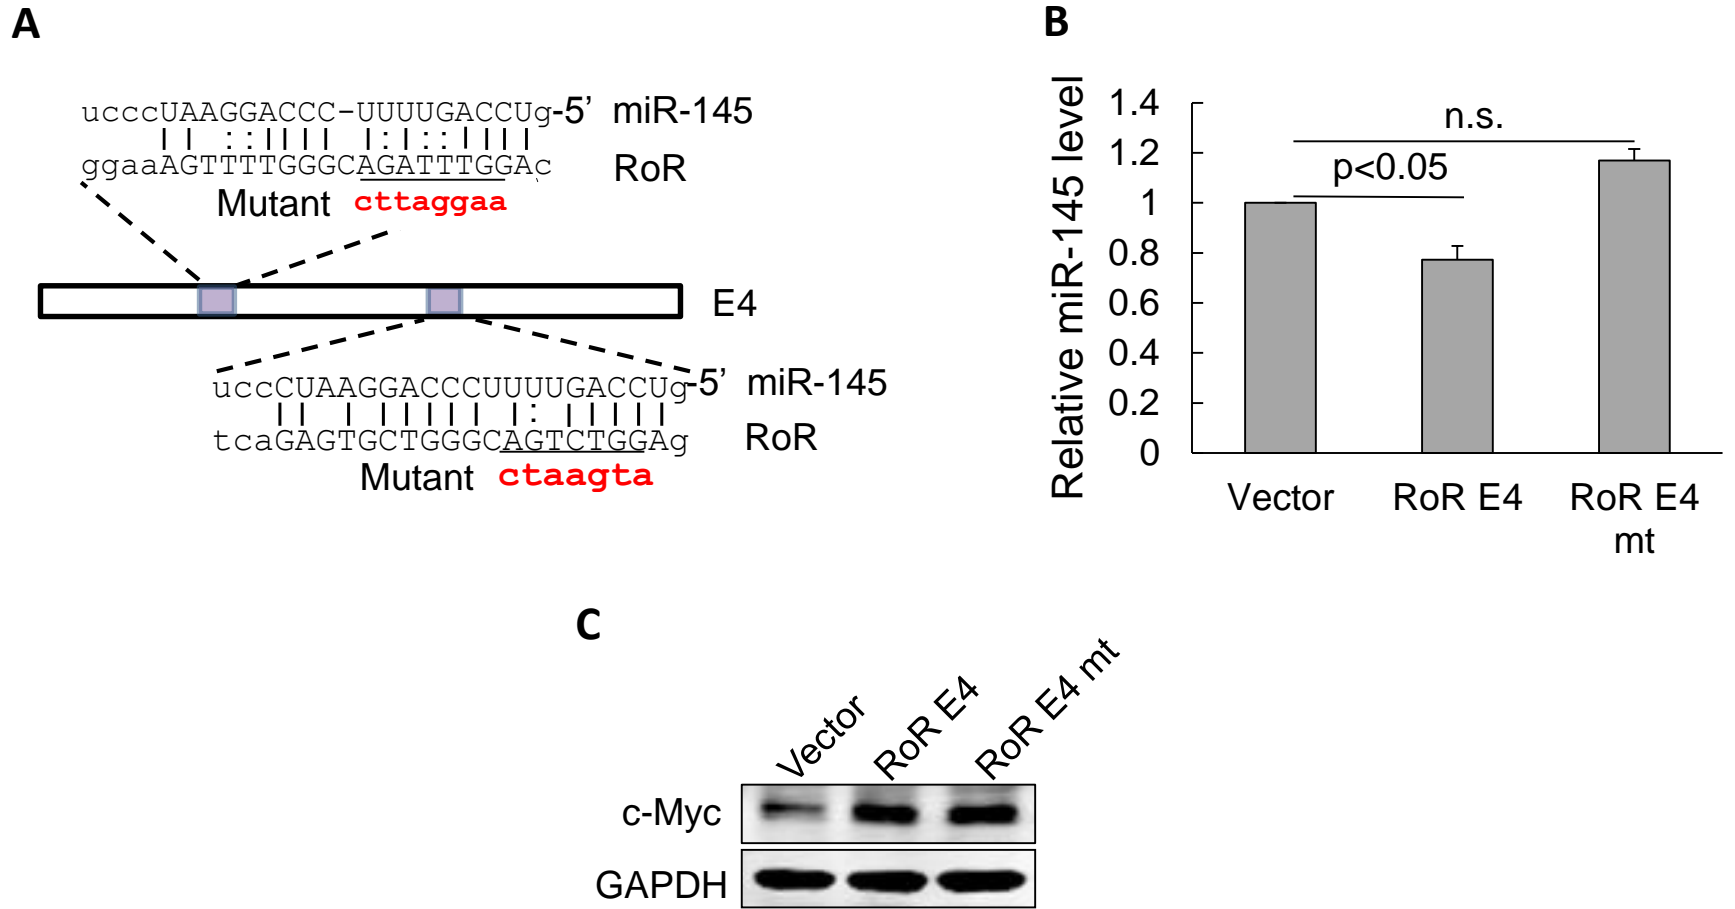 A
ucccUAAGGACCC-UUUUGACCUg-5’ miR-145
ggaaAGTTTTGGGCAGATTTGGAc RoR
Mutant cttaggaa
E4
uccCUAAGGACCCUUUUGACCUg-5’ miR-145
tcaGAGTGCTGGGCAGTCTGGAg RoR
Mutant ctaagta
B
Relative miR-145 level
1.4
1.2
1
0.8
0.6
0.4
0.2
0
n.s.
p<0.05
Vector
RoR E4
RoR E4
mt
C
Vector
RoR E4
RoR E4 mt
c-Myc
GAPDH